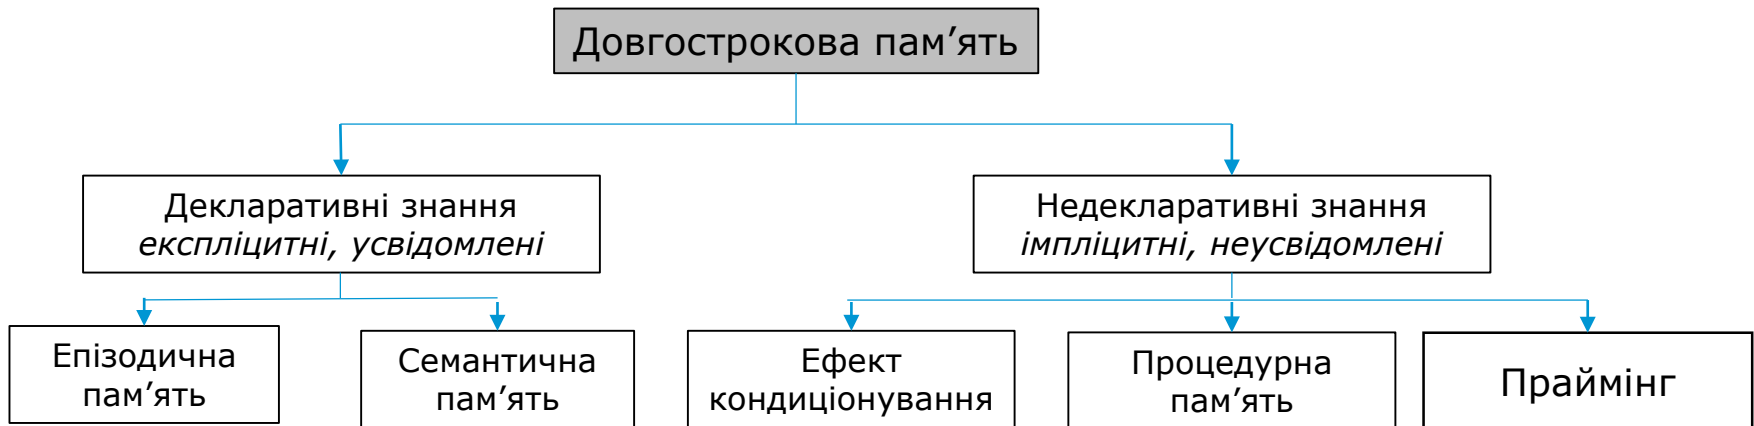 Довгострокова пам’ять
Декларативні знання
експліцитні, усвідомлені
Недекларативні знання
імпліцитні, неусвідомлені
Епізодична
пам’ять
Семантична
пам’ять
Ефект
кондиціонування
Процедурна
пам’ять
Праймінг